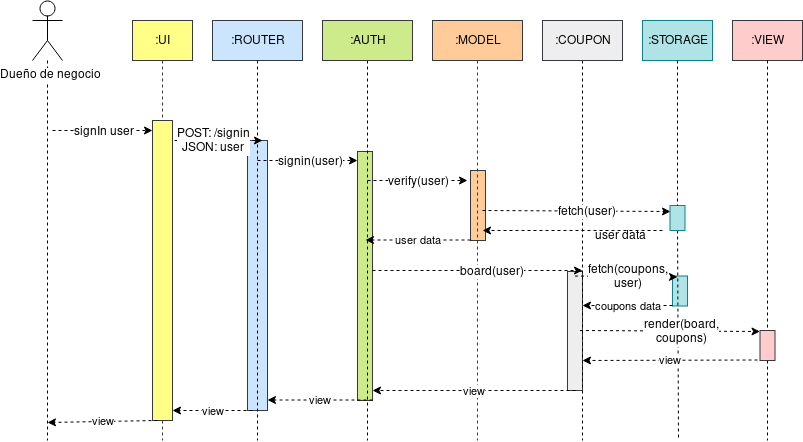 :UI
:ROUTER
:AUTH
:MODEL
:COUPON
:STORAGE
:VIEW
Dueño de negocio
signIn user
POST: /signin
JSON: user
signin(user)
verify(user)
fetch(user)
user data
user data
board(user)
fetch(coupons,
user)
coupons data
render(board,
coupons)
view
view
view
view
view